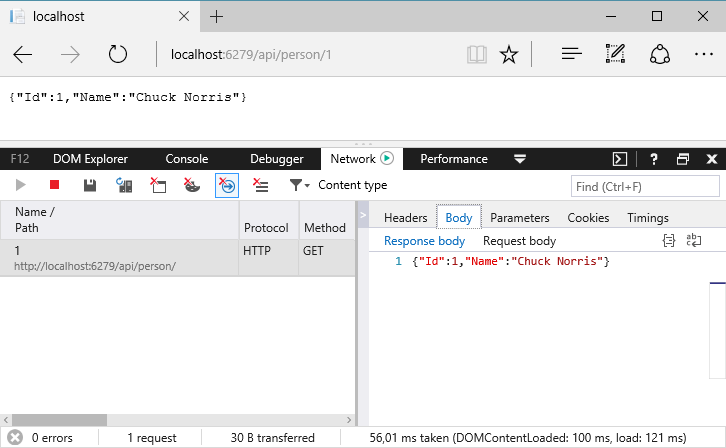 localhost
localhost:6279/api/person/1
{"Id":1,"Name":"Chuck Norris"}
F12 DOM Explorer Console Debugger Network Performance
Content type
Find (Ctrl+F)
Name /
Path
Protocol
Method
Headers Body Parameters Cookies Timings
Response body Request body
1
http://localhost:6279/api/person/
HTTP
GET
1 {"Id":1,"Name":"Chuck Norris"}
0 errors 1 request 30 B transferred 56,01 ms taken (DOMContentLoaded: 100 ms, load: 121 ms)